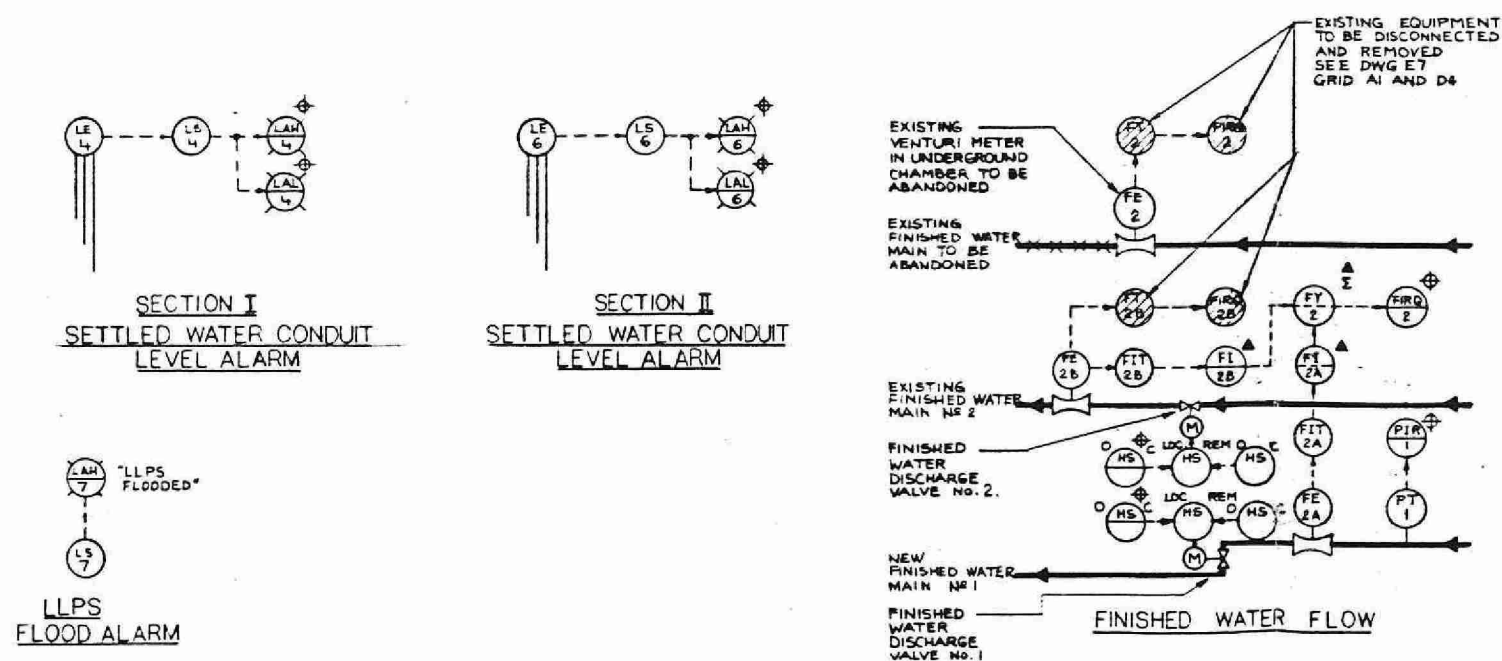 LE
4
LS
4
LAH
4
LAL
4
SECTION I
SETTLED WATER CONDUIT
LEVEL ALARM
LE
6
LS
6
LAH
6
LAL
6
SECTION II
SETTLED WATER CONDUIT
LEVEL ALARM
LAH
7
"LLPS
FLOODED"
LS
7
LLPS
FLOOD ALARM
EXISTING EQUIPMENT
TO BE DISCONNECTED
AND REMOVED
SEE DWG E7
GRID A1 AND D4
EXISTING
VENTURI METER
IN UNDERGROUND
CHAMBER TO BE
ABANDONED
2
FIRQ
2
FE
2
EXISTING
FINISHED WATER
MAIN TO BE
ABANDONED
FT
2B
FIRQ
2B
Σ
FY
2
FIRQ
2
FE
2B
FIT
2B
FI
2B
FI
2A
EXISTING
FINISHED WATER
MAIN Nº 2
FIT
2A
PIR
1
M
FINISHED
WATER
DISCHARGE
VALVE No. 2.
O HS C LOC HS REM O HS C
O HS C LOC HS REM O HS C
FE
2A
PT
1
M
NEW
FINISHED WATER
MAIN Nº 1
FINISHED
WATER
DISCHARGE
VALVE No. 1
FINISHED WATER FLOW